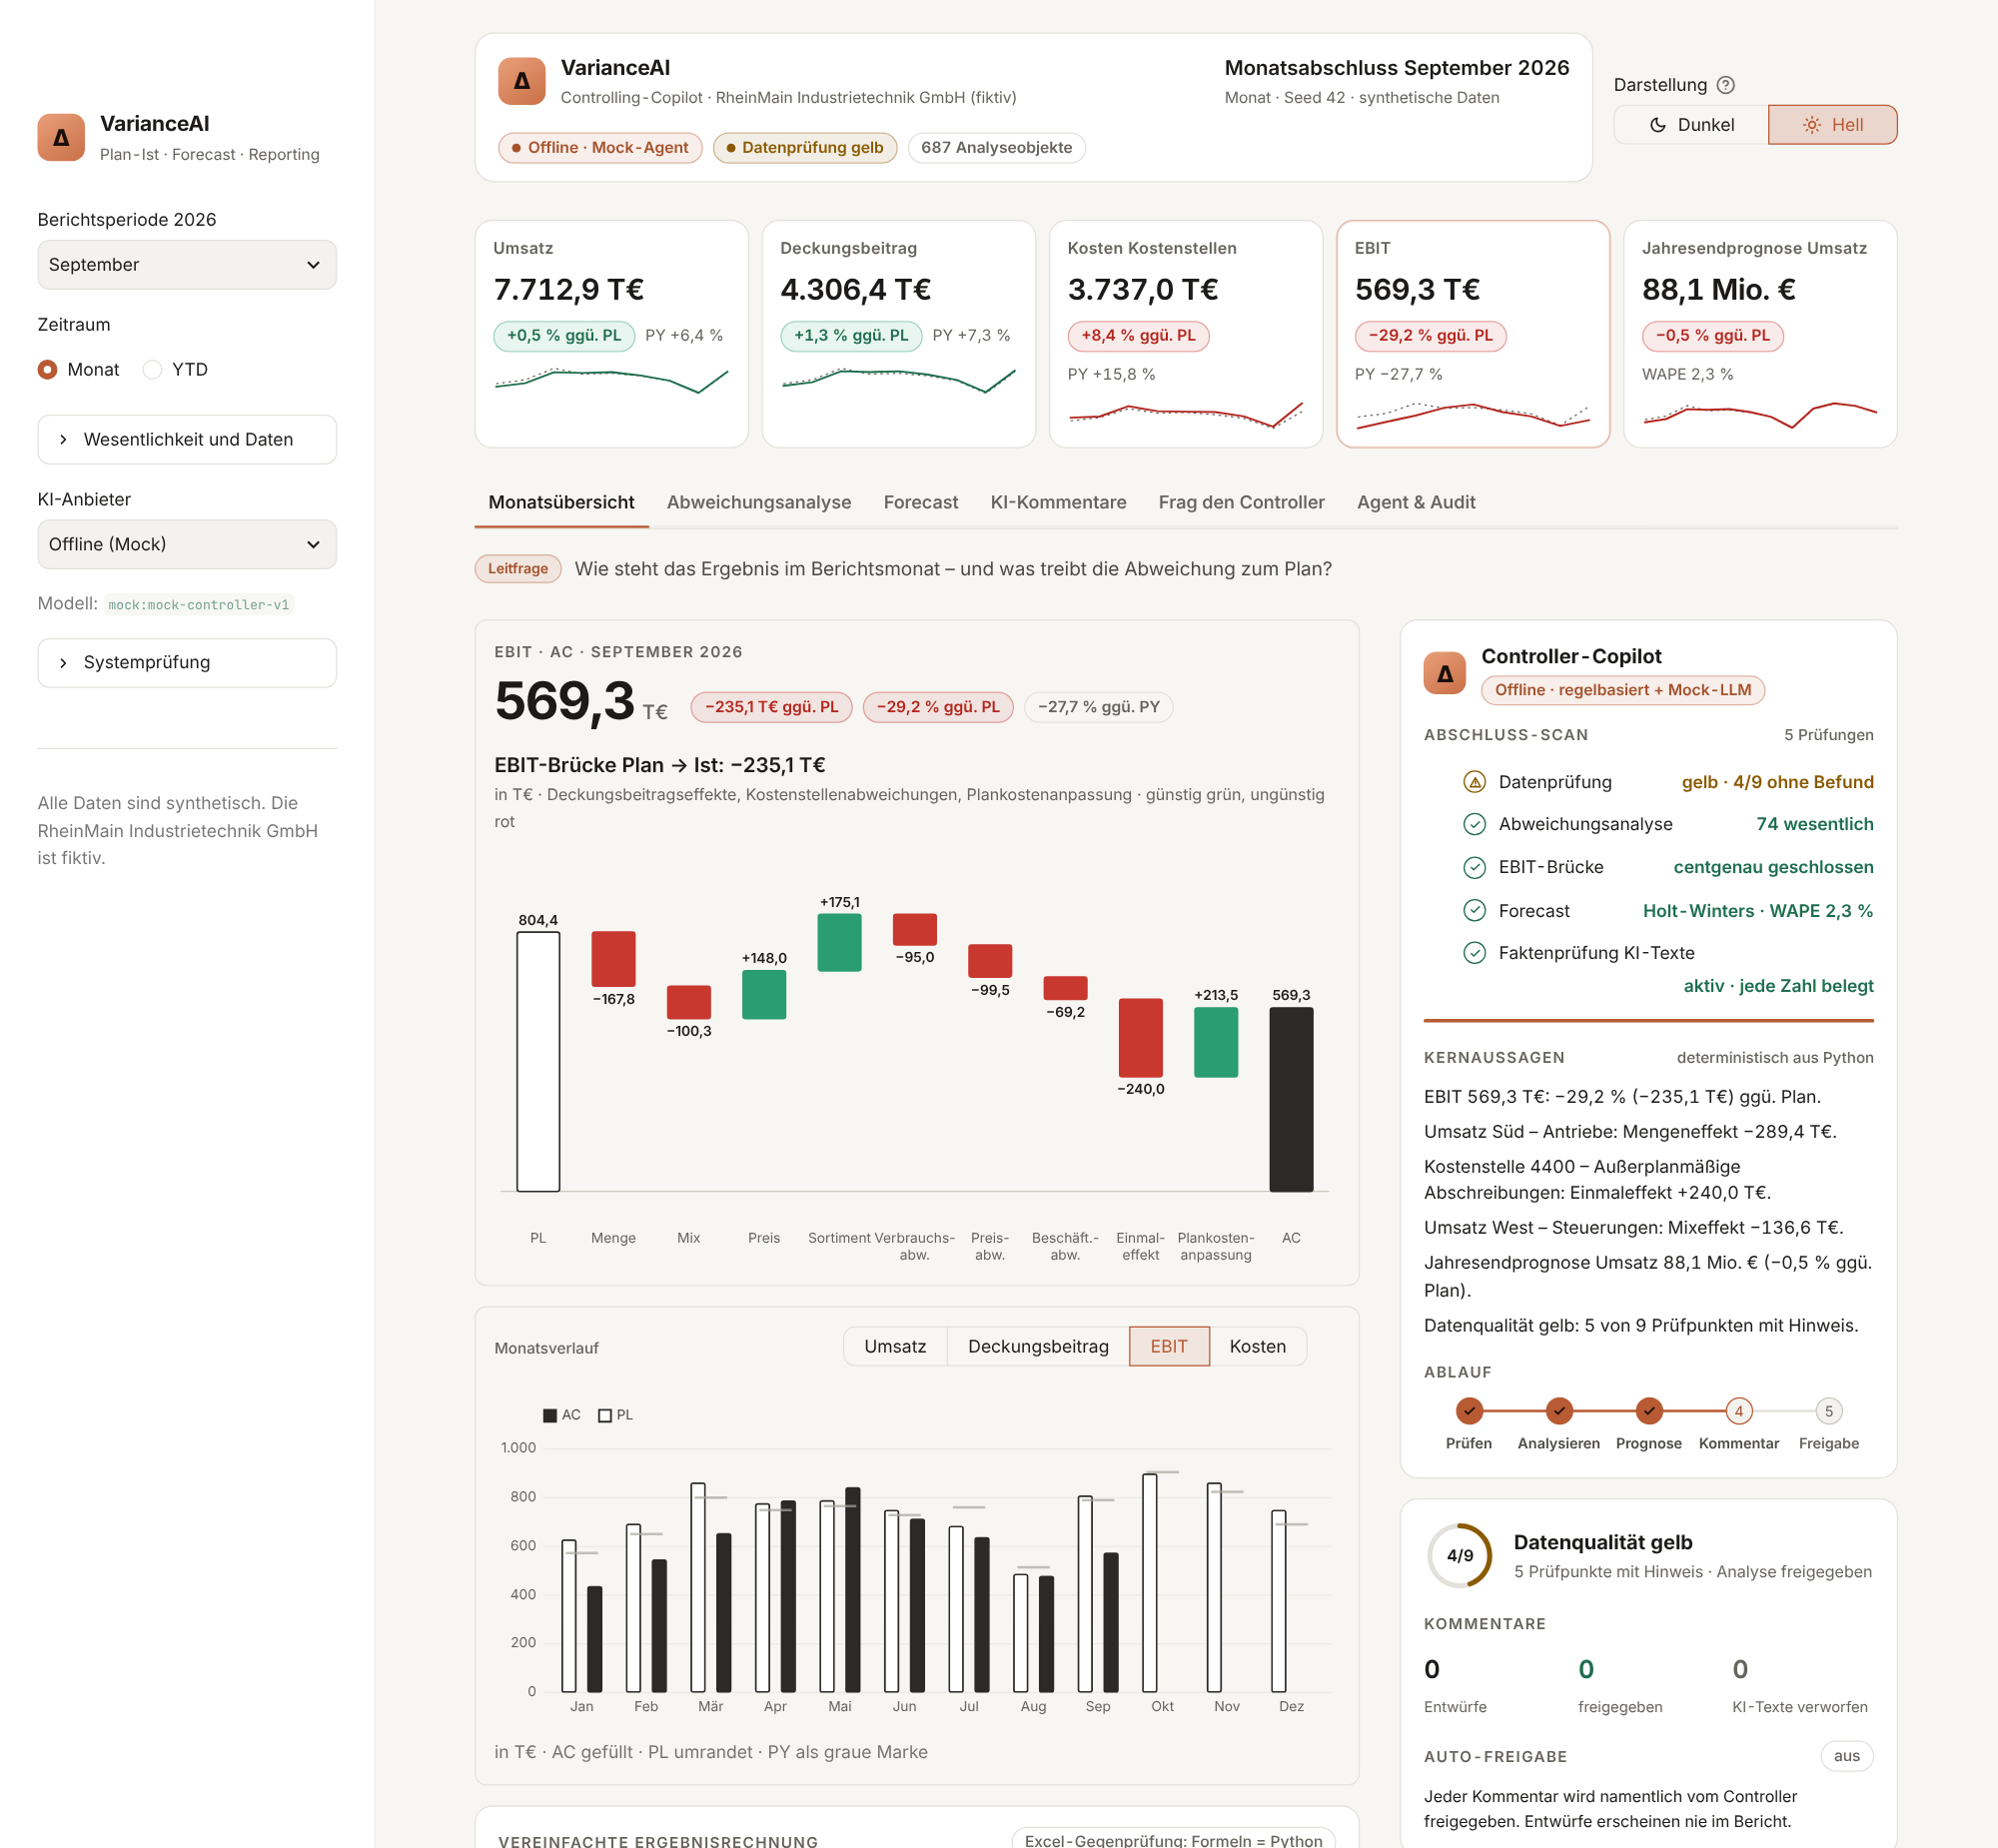 VarianceAI
Plan-Ist · Forecast · Reporting
Berichtsperiode 2026
September
Zeitraum
Monat
YTD
Wesentlichkeit und Daten
KI-Anbieter
Offline (Mock)
Modell: mock:mock-controller-v1
Systemprüfung
Alle Daten sind synthetisch. Die
RheinMain Industrietechnik GmbH
ist fiktiv.
VarianceAI
Controlling-Copilot · RheinMain Industrietechnik GmbH (fiktiv)
Monatsabschluss September 2026
Monat · Seed 42 · synthetische Daten
Offline · Mock-Agent
Datenprüfung gelb
687 Analyseobjekte
Darstellung
Dunkel
Hell
Umsatz
7.712,9 T€
+0,5 % ggü. PL
PY +6,4 %
Deckungsbeitrag
4.306,4 T€
+1,3 % ggü. PL
PY +7,3 %
Kosten Kostenstellen
3.737,0 T€
+8,4 % ggü. PL
PY +15,8 %
EBIT
569,3 T€
−29,2 % ggü. PL
PY −27,7 %
Jahresendprognose Umsatz
88,1 Mio. €
−0,5 % ggü. PL
WAPE 2,3 %
Monatsübersicht
Abweichungsanalyse
Forecast
KI-Kommentare
Frag den Controller
Agent & Audit
Leitfrage
Wie steht das Ergebnis im Berichtsmonat – und was treibt die Abweichung zum Plan?
EBIT · AC · SEPTEMBER 2026
569,3 T€
−235,1 T€ ggü. PL
−29,2 % ggü. PL
−27,7 % ggü. PY
EBIT-Brücke Plan → Ist: −235,1 T€
in T€ · Deckungsbeitragseffekte, Kostenstellenabweichungen, Plankostenanpassung · günstig grün, ungünstig
rot
804,4
−167,8
−100,3
+148,0
+175,1
−95,0
−99,5
−69,2
−240,0
+213,5
569,3
PL
Menge
Mix
Preis
Sortiment
Verbrauchs-
abw.
Preis-
abw.
Beschäft.-
abw.
Einmal-
effekt
Plankosten-
anpassung
AC
Monatsverlauf
Umsatz
Deckungsbeitrag
EBIT
Kosten
AC
PL
1.000
800
600
400
200
0
Jan
Feb
Mär
Apr
Mai
Jun
Jul
Aug
Sep
Okt
Nov
Dez
in T€ · AC gefüllt · PL umrandet · PY als graue Marke
VEREINFACHTE ERGEBNISRECHNUNG
Excel-Gegenprüfung: Formeln = Python
Controller-Copilot
Offline · regelbasiert + Mock-LLM
ABSCHLUSS-SCAN
5 Prüfungen
Datenprüfung
gelb · 4/9 ohne Befund
Abweichungsanalyse
74 wesentlich
EBIT-Brücke
centgenau geschlossen
Forecast
Holt-Winters · WAPE 2,3 %
Faktenprüfung KI-Texte
aktiv · jede Zahl belegt
KERNAUSSAGEN
deterministisch aus Python
EBIT 569,3 T€: −29,2 % (−235,1 T€) ggü. Plan.
Umsatz Süd – Antriebe: Mengeneffekt −289,4 T€.
Kostenstelle 4400 – Außerplanmäßige
Abschreibungen: Einmaleffekt +240,0 T€.
Umsatz West – Steuerungen: Mixeffekt −136,6 T€.
Jahresendprognose Umsatz 88,1 Mio. € (−0,5 % ggü.
Plan).
Datenqualität gelb: 5 von 9 Prüfpunkten mit Hinweis.
ABLAUF
4
5
Prüfen
Analysieren
Prognose
Kommentar
Freigabe
4/9
Datenqualität gelb
5 Prüfpunkte mit Hinweis · Analyse freigegeben
KOMMENTARE
0
0
0
Entwürfe
freigegeben
KI-Texte verworfen
AUTO-FREIGABE
aus
Jeder Kommentar wird namentlich vom Controller
freigegeben. Entwürfe erscheinen nie im Bericht.